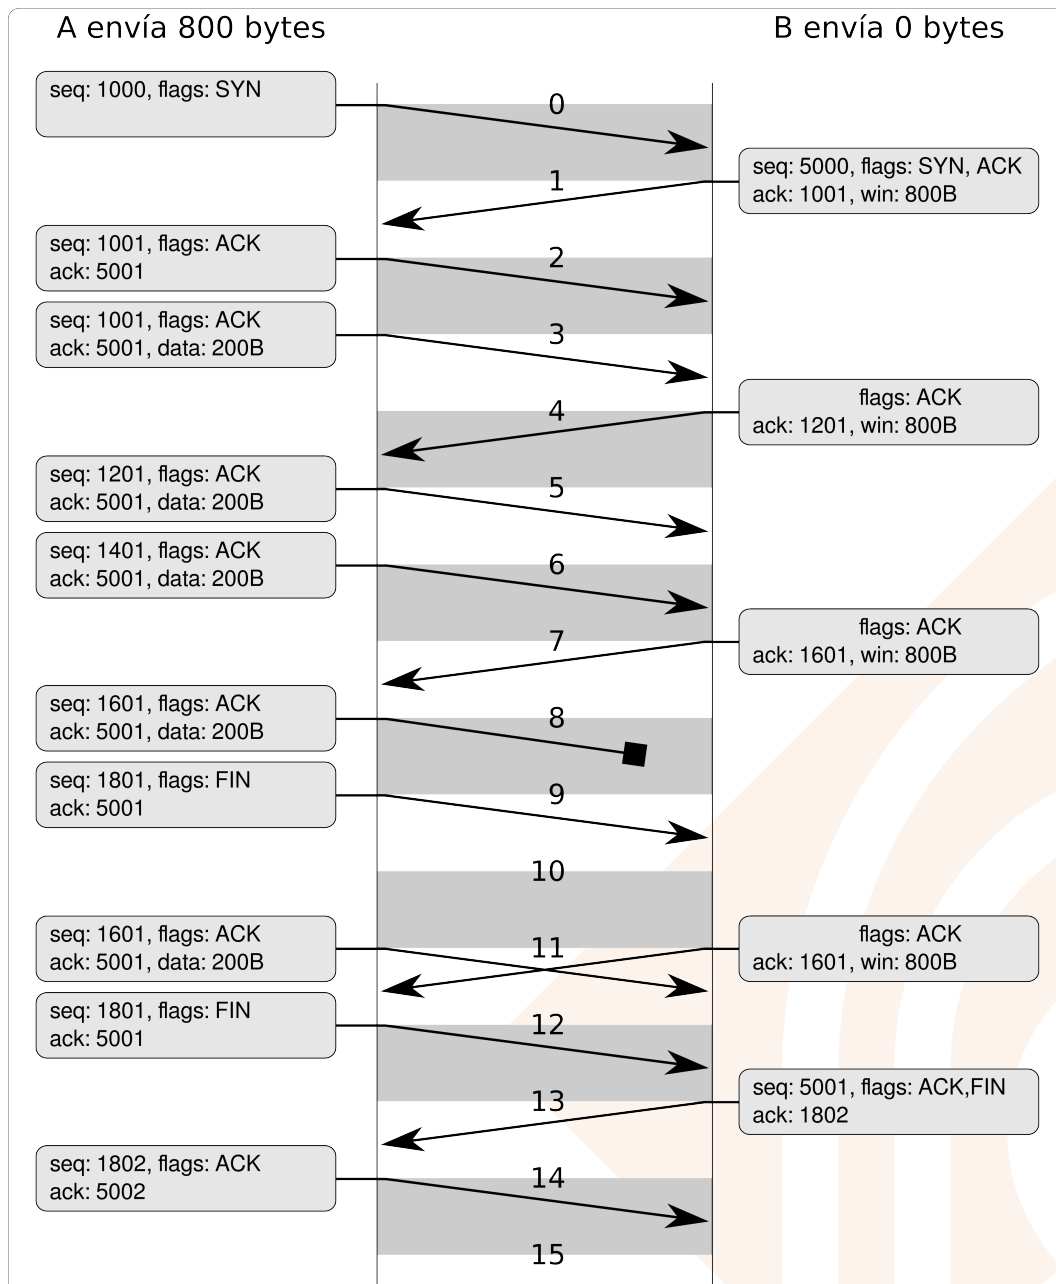 A envía 800 bytes
B envía 0 bytes
seq: 1000, flags: SYN
0
seq: 5000, flags: SYN, ACK
ack: 1001, win: 800B
1
seq: 1001, flags: ACK
ack: 5001
2
seq: 1001, flags: ACK
ack: 5001, data: 200B
3
flags: ACK
ack: 1201, win: 800B
4
seq: 1201, flags: ACK
ack: 5001, data: 200B
5
seq: 1401, flags: ACK
ack: 5001, data: 200B
6
flags: ACK
ack: 1601, win: 800B
7
seq: 1601, flags: ACK
ack: 5001, data: 200B
8
seq: 1801, flags: FIN
ack: 5001
9
10
seq: 1601, flags: ACK
ack: 5001, data: 200B
11
flags: ACK
ack: 1601, win: 800B
seq: 1801, flags: FIN
ack: 5001
12
seq: 5001, flags: ACK,FIN
ack: 1802
13
seq: 1802, flags: ACK
ack: 5002
14
15